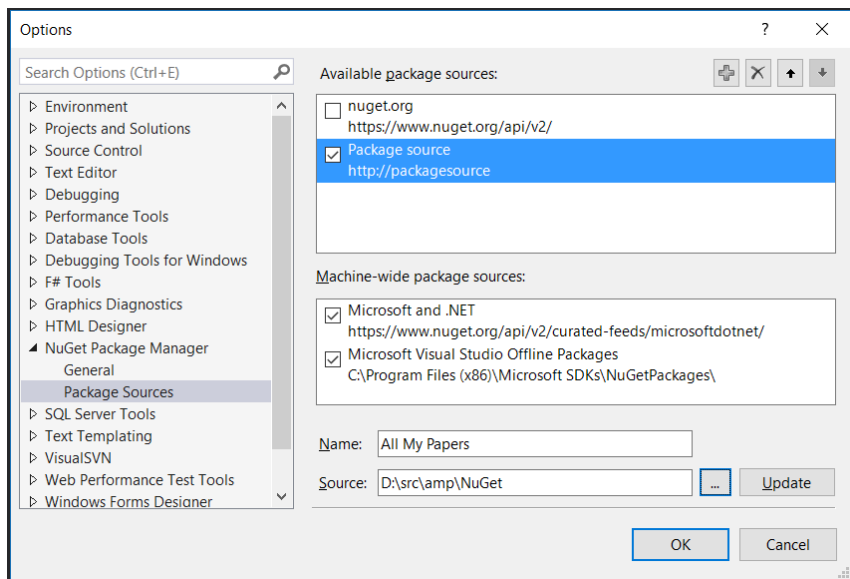 Options
?
Search Options (Ctrl+E)
Environment
Projects and Solutions
Source Control
Text Editor
Debugging
Performance Tools
Database Tools
Debugging Tools for Windows
F# Tools
Graphics Diagnostics
HTML Designer
NuGet Package Manager
General
Package Sources
SQL Server Tools
Text Templating
VisualSVN
Web Performance Test Tools
Windows Forms Designer
Available package sources:
nuget.org
https://www.nuget.org/api/v2/
Package source
http://packagesource
Machine-wide package sources:
Microsoft and .NET
https://www.nuget.org/api/v2/curated-feeds/microsoftdotnet/
Microsoft Visual Studio Offline Packages
C:\Program Files (x86)\Microsoft SDKs\NuGetPackages\
Name: All My Papers
Source: D:\src\amp\NuGet ... Update
OK Cancel